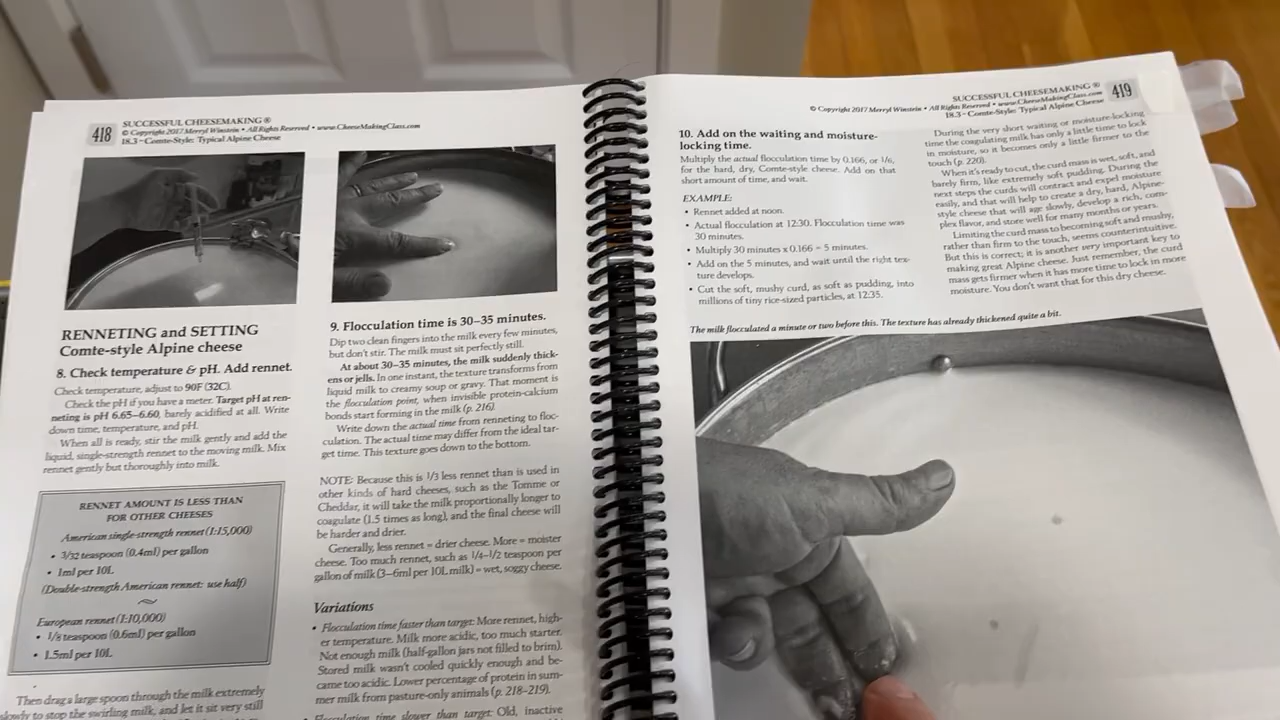 418
SUCCESSFUL CHEESEMAKING ®
© Copyright 2017 Merryl Winstein • All Rights Reserved • www.CheeseMakingClass.com
18.3 – Comte-Style: Typical Alpine Cheese
RENNETING and SETTING
Comte-style Alpine cheese
8. Check temperature & pH. Add rennet.
Check temperature, adjust to 90F (32C).
Check the pH if you have a meter. Target pH at ren-
neting is pH 6.65–6.60, barely acidified at all. Write
down time, temperature, and pH.
When all is ready, stir the milk gently and add the
liquid, single-strength rennet to the moving milk. Mix
rennet gently but thoroughly into milk.
RENNET AMOUNT IS LESS THAN
FOR OTHER CHEESES
American single-strength rennet (1:15,000)
• 3/32 teaspoon (0.4ml) per gallon
• 1ml per 10L
(Double-strength American rennet: use half)
~
European rennet (1:10,000)
• 1/8 teaspoon (0.6ml) per gallon
• 1.5ml per 10L
Then drag a large spoon through the milk extremely
slowly to stop the swirling milk, and let it sit very still
9. Flocculation time is 30–35 minutes.
Dip two clean fingers into the milk every few minutes,
but don't stir. The milk must sit perfectly still.
At about 30–35 minutes, the milk suddenly thick-
ens or jells. In one instant, the texture transforms from
liquid milk to creamy soup or gravy. That moment is
the flocculation point, when invisible protein-calcium
bonds start forming in the milk (p. 216).
Write down the actual time from renneting to floc-
culation. The actual time may differ from the ideal tar-
get time. This texture goes down to the bottom.
NOTE: Because this is 1/3 less rennet than is used in
other kinds of hard cheeses, such as the Tomme or
Cheddar, it will take the milk proportionally longer to
coagulate (1.5 times as long), and the final cheese will
be harder and drier.
Generally, less rennet = drier cheese. More = moister
cheese. Too much rennet, such as 1/4–1/2 teaspoon per
gallon of milk (3–6ml per 10L milk) = wet, soggy cheese.
Variations
• Flocculation time faster than target: More rennet, high-
er temperature. Milk more acidic, too much starter.
Not enough milk (half-gallon jars not filled to brim).
Stored milk wasn't cooled quickly enough and be-
came too acidic. Lower percentage of protein in sum-
mer milk from pasture-only animals (p. 218–219).
• Flocculation time slower than target: Old, inactive
SUCCESSFUL CHEESEMAKING ®
© Copyright 2017 Merryl Winstein • All Rights Reserved • www.CheeseMakingClass.com
18.3 – Comte-Style: Typical Alpine Cheese
419
10. Add on the waiting and moisture-
locking time.
Multiply the actual flocculation time by 0.166, or 1/6,
for the hard, dry, Comte-style cheese. Add on that
short amount of time, and wait.
EXAMPLE:
• Rennet added at noon.
• Actual flocculation at 12:30. Flocculation time was
30 minutes.
• Multiply 30 minutes x 0.166 = 5 minutes.
• Add on the 5 minutes, and wait until the right tex-
ture develops.
• Cut the soft, mushy curd, as soft as pudding, into
millions of tiny rice-sized particles, at 12:35.
During the very short waiting or moisture-locking
time the coagulating milk has only a little time to lock
in moisture, so it becomes only a little firmer to the
touch (p. 220).
When it's ready to cut, the curd mass is wet, soft, and
barely firm, like extremely soft pudding. During the
next steps the curds will contract and expel moisture
easily, and that will help to create a dry, hard, Alpine-
style cheese that will age slowly, develop a rich, com-
plex flavor, and store well for many months or years.
Limiting the curd mass to becoming soft and mushy,
rather than firm to the touch, seems counterintuitive.
But this is correct; it is another very important key to
making great Alpine cheese. Just remember, the curd
mass gets firmer when it has more time to lock in more
moisture. You don't want that for this dry cheese.
The milk flocculated a minute or two before this. The texture has already thickened quite a bit.